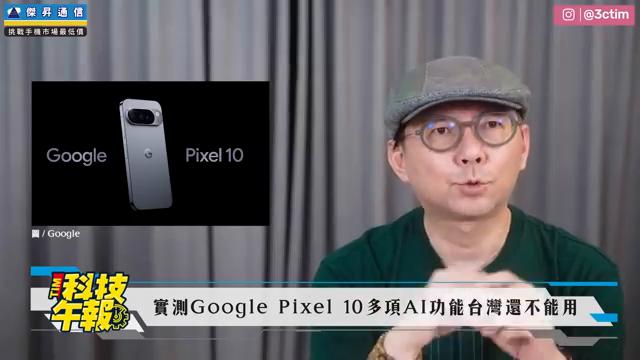 傑昇通信
挑戰手機市場最低價
@3ctim
Google Pixel 10
圖 / Google
科技
午報
實測Google Pixel 10多項AI功能台灣還不能用